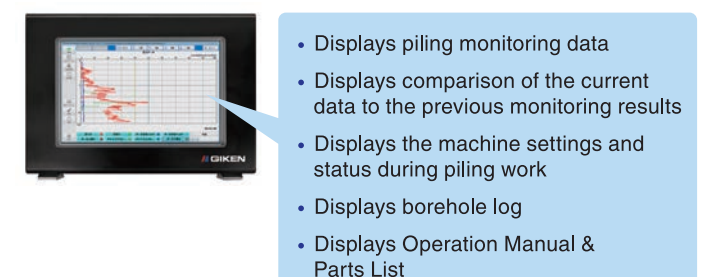 GIKEN
• Displays piling monitoring data
• Displays comparison of the current
data to the previous monitoring results
• Displays the machine settings and
status during piling work
• Displays borehole log
• Displays Operation Manual &
Parts List